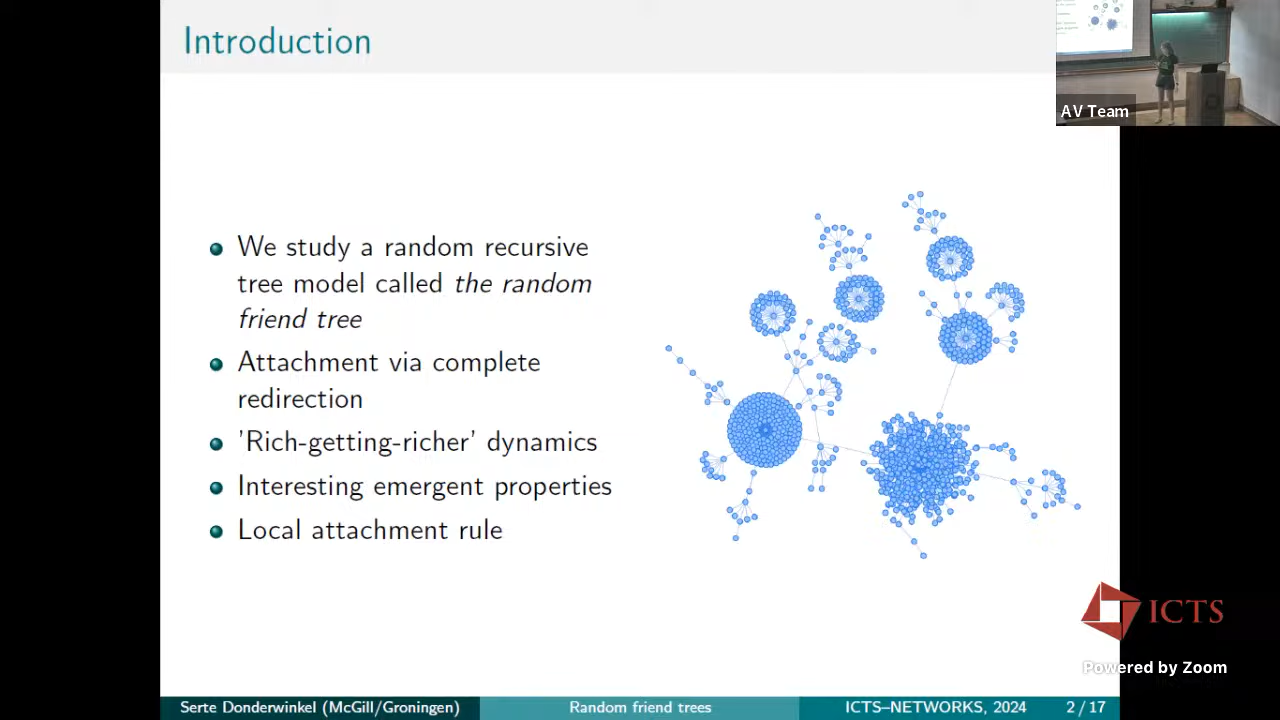 Introduction
AV Team
We study a random recursive
tree model called the random
friend tree
Attachment via complete
redirection
'Rich-getting-richer' dynamics
Interesting emergent properties
Local attachment rule
ICTS
Powered by Zoom
Serte Donderwinkel (McGill/Groningen)
Random friend trees
ICTS–NETWORKS, 2024
2 / 17